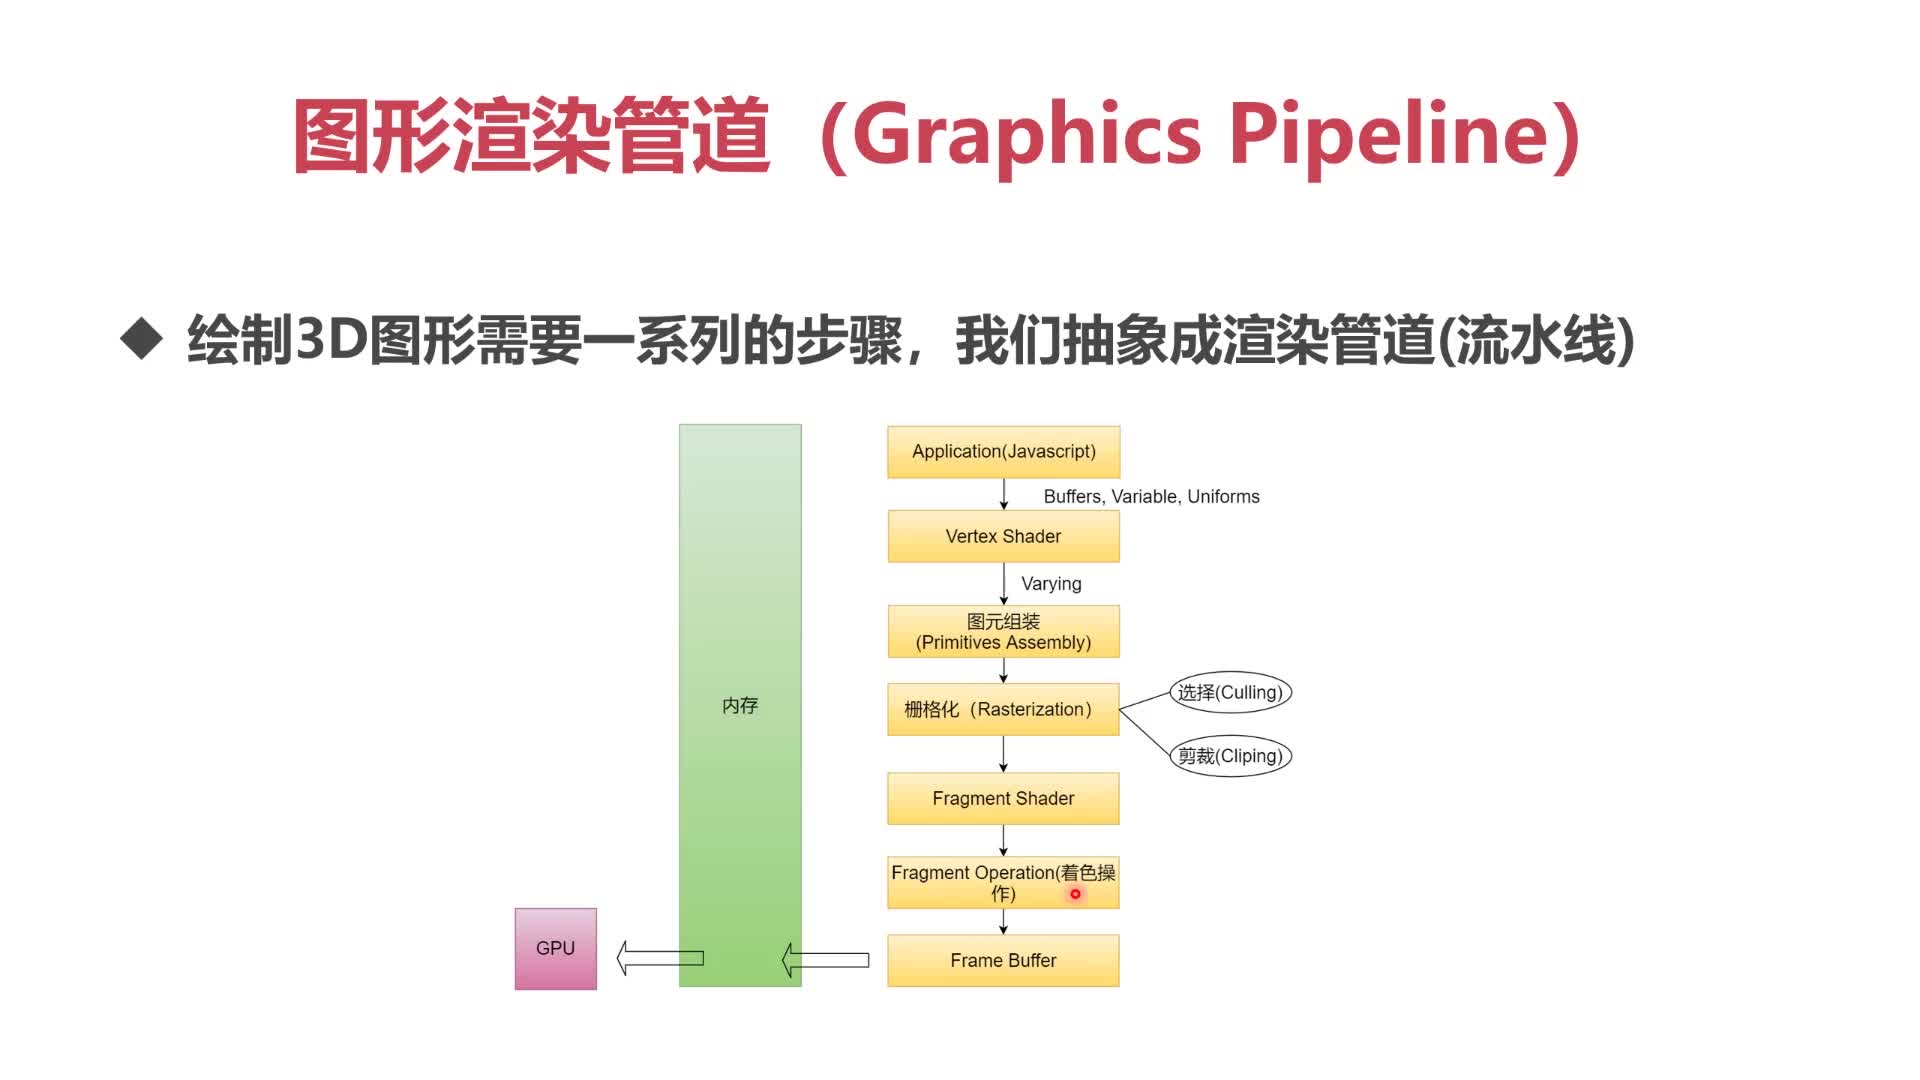 图形渲染管道（Graphics Pipeline）
绘制3D图形需要一系列的步骤，我们抽象成渲染管道(流水线)
Application(Javascript)
Buffers, Variable, Uniforms
Vertex Shader
Varying
图元组装
(Primitives Assembly)
内存
栅格化（Rasterization）
选择(Culling)
剪裁(Cliping)
Fragment Shader
Fragment Operation(着色操
作)
GPU
Frame Buffer